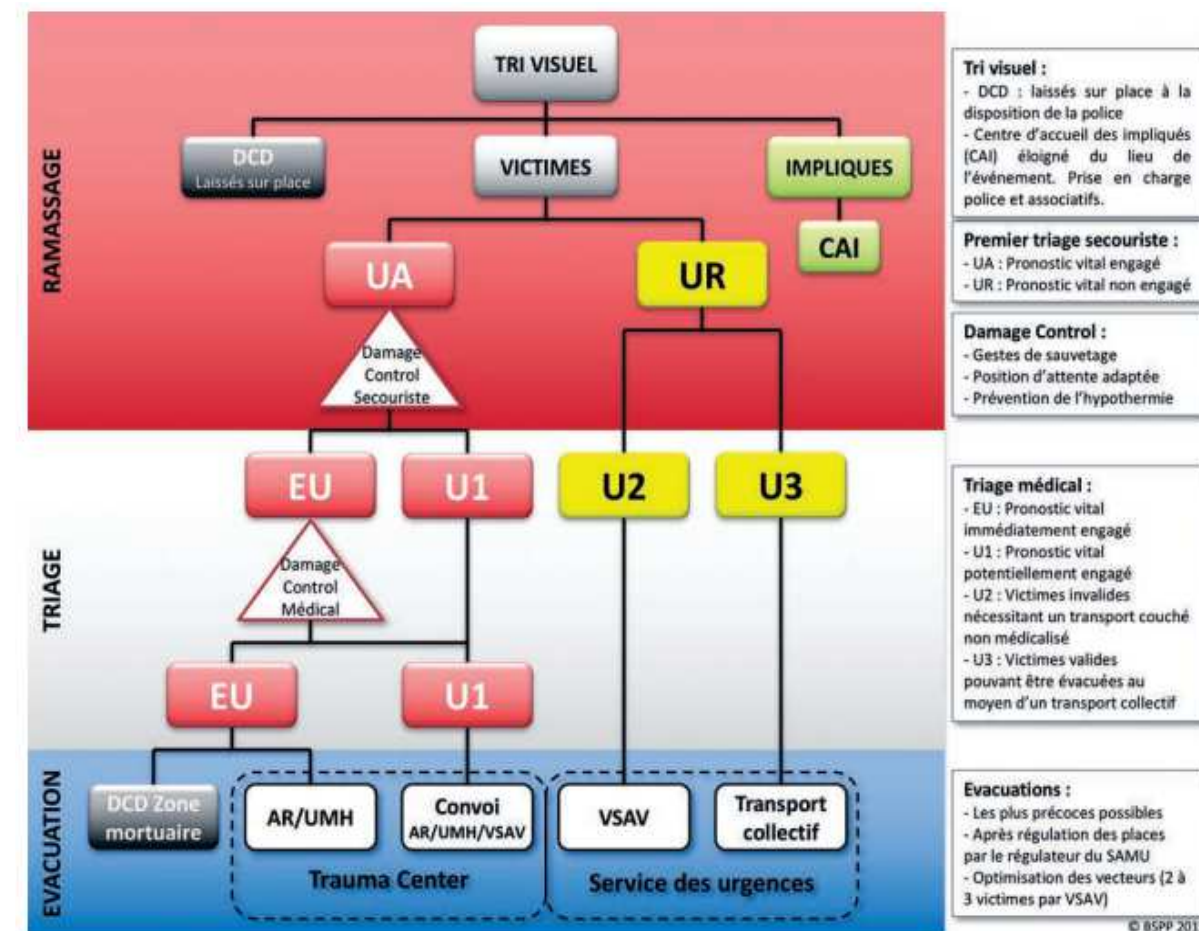 RAMASSAGE
TRI VISUEL
DCD
Laissés sur place
VICTIMES
IMPLIQUES
CAI
UA
UR
Damage
Control
Secouriste
TRIAGE
EU
U1
U2
U3
Damage
Control
Médical
EU
U1
EVACUATION
DCD Zone
mortuaire
AR/UMH
Convoi
AR/UMH/VSAV
VSAV
Transport
collectif
Trauma Center
Service des urgences
Tri visuel :
- DCD : laissés sur place à la
disposition de la police
- Centre d'accueil des impliqués
(CAI) éloigné du lieu de
l'événement. Prise en charge
police et associatifs.
Premier triage secouriste :
- UA : Pronostic vital engagé
- UR : Pronostic vital non engagé
Damage Control :
- Gestes de sauvetage
- Position d'attente adaptée
- Prévention de l'hypothermie
Triage médical :
- EU : Pronostic vital
immédiatement engagé
- U1 : Pronostic vital
potentiellement engagé
- U2 : Victimes invalides
nécessitant un transport couché
non médicalisé
- U3 : Victimes valides
pouvant être évacuées au
moyen d'un transport collectif
Evacuations :
- Les plus précoces possibles
- Après régulation des places
par le régulateur du SAMU
- Optimisation des vecteurs (2 à
3 victimes par VSAV)
© BSPP 201